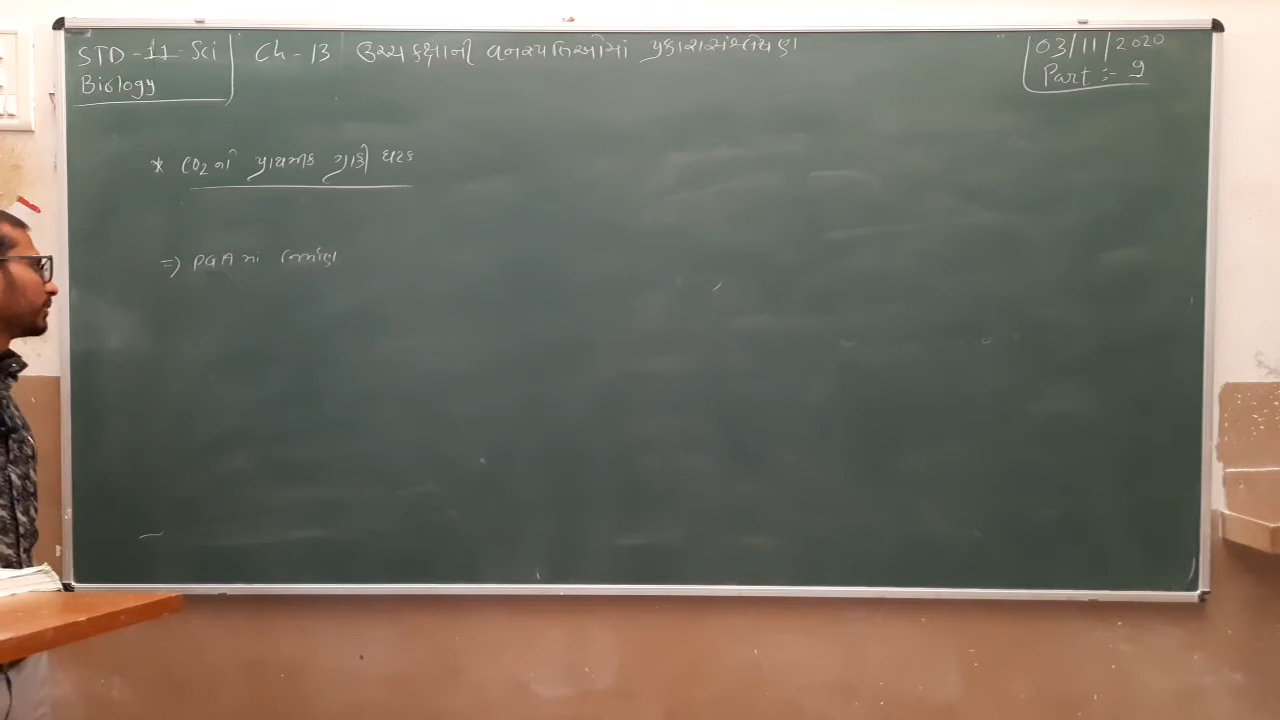 STD - 11 - Sci
Biology
Ch - 13 ઉચ્ચ કક્ષાની વનસ્પતિઓમાં પ્રકાશસંશ્લેષણ
03/11/2020
Part :- 9
* CO2નો પ્રાથમિક ગ્રાહી ઘટક
=> PGA નાં નિર્માણ